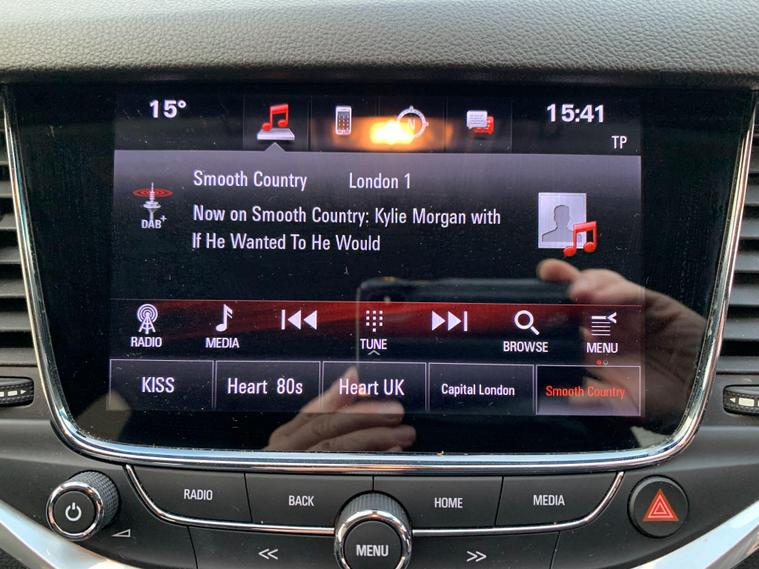 15°
15:41
TP
Smooth Country London 1
DAB+
Now on Smooth Country: Kylie Morgan with
If He Wanted To He Would
RADIO
MEDIA
TUNE
BROWSE
MENU
KISS
Heart 80s
Heart UK
Capital London
Smooth Country
RADIO
BACK
HOME
MEDIA
MENU